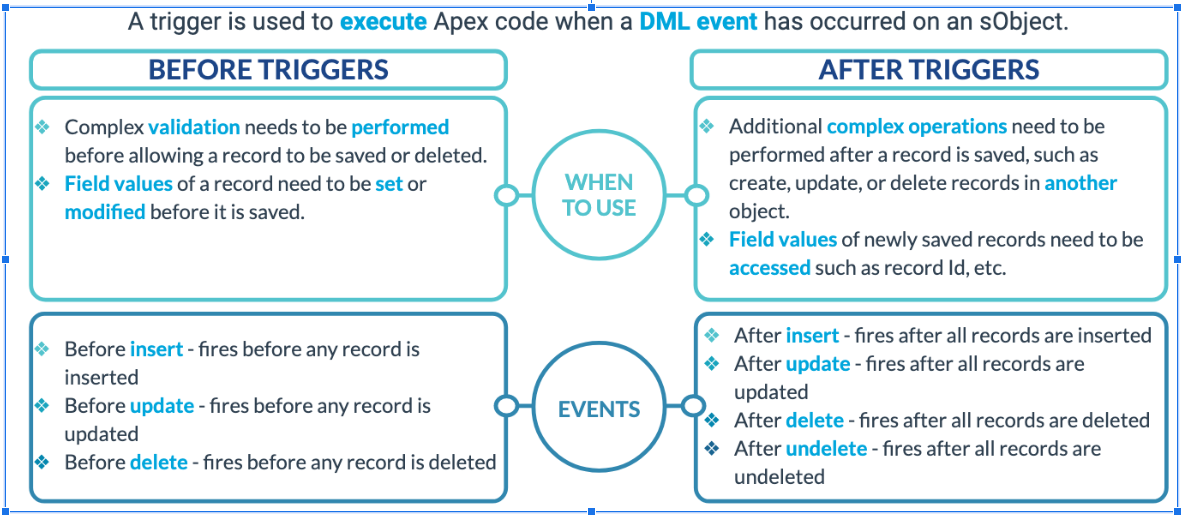 A trigger is used to execute Apex code when a DML event has occurred on an sObject.
BEFORE TRIGGERS
❖ Complex validation needs to be performed
before allowing a record to be saved or deleted.
❖ Field values of a record need to be set or
modified before it is saved.
WHEN
TO USE
AFTER TRIGGERS
❖ Additional complex operations need to be
performed after a record is saved, such as
create, update, or delete records in another
object.
❖ Field values of newly saved records need to be
accessed such as record Id, etc.
❖ Before insert - fires before any record is
inserted
❖ Before update - fires before any record is
updated
❖ Before delete - fires before any record is deleted
EVENTS
❖ After insert - fires after all records are inserted
❖ After update - fires after all records are
updated
❖ After delete - fires after all records are deleted
❖ After undelete - fires after all records are
undeleted